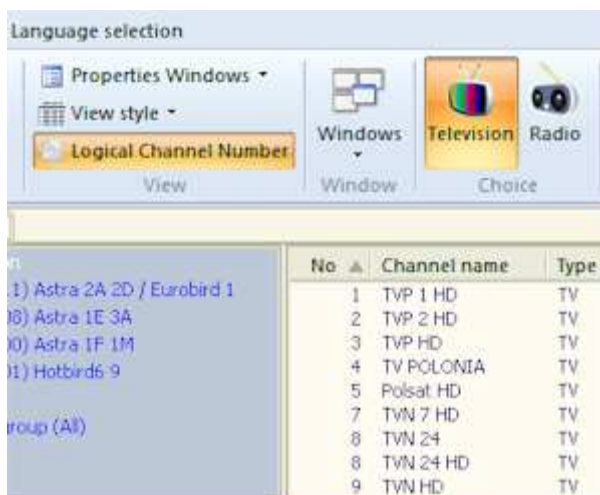 Language selection
Properties Windows
View style
Logical Channel Number
View
Windows
Window
Television
Radio
Choice
1) Astra 2A 2D / Eurobird 1
8) Astra 1E 3A
0) Astra 1F 1M
1) Hotbird6 9
group (All)
No Channel name Type
1 TVP 1 HD TV
2 TVP 2 HD TV
3 TVP HD TV
4 TV POLONIA TV
5 Polsat HD TV
7 TVN 7 HD TV
8 TVN 24 TV
8 TVN 24 HD TV
9 TVN HD TV